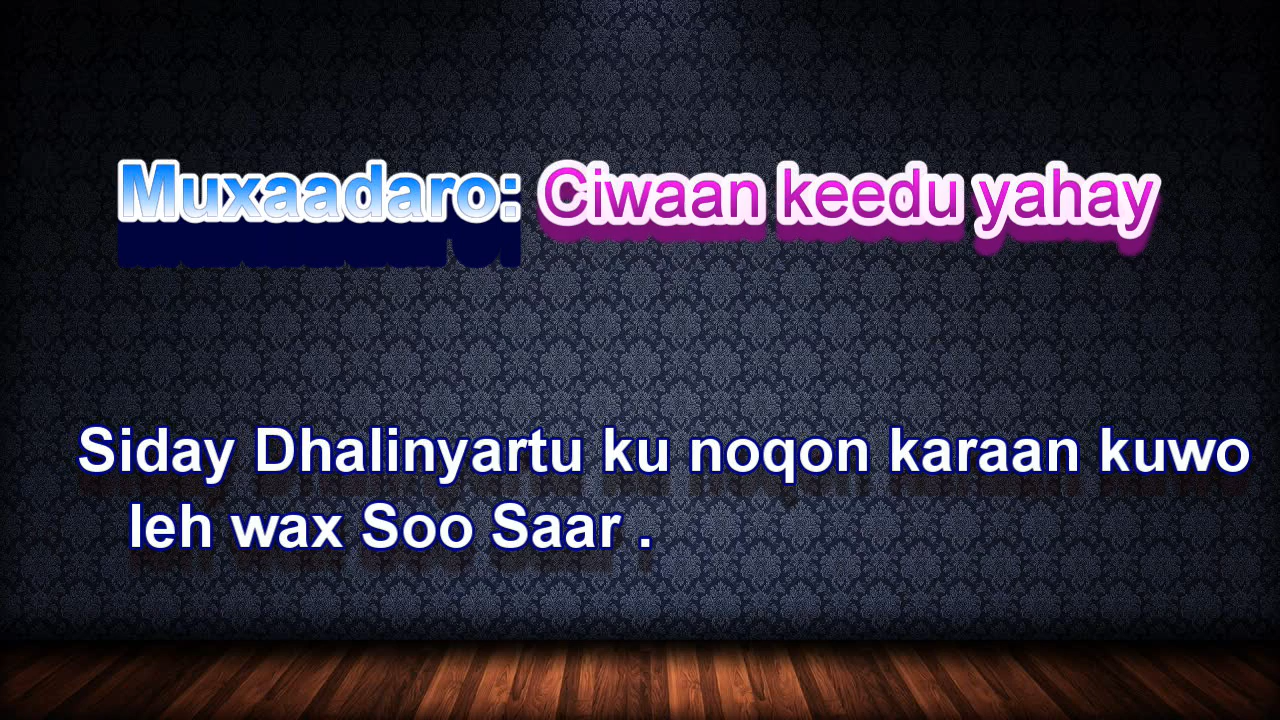 Muxaadaro: Ciwaan keedu yahay
Siday Dhalinyartu ku noqon karaan kuwo
leh wax Soo Saar .